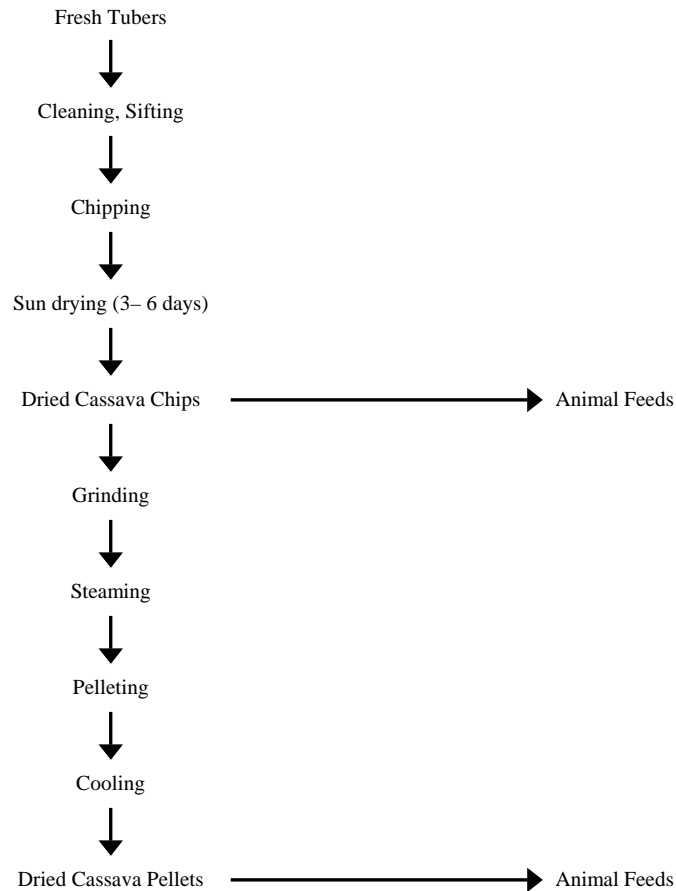 Fresh Tubers
Cleaning, Sifting
Chipping
Sun drying (3– 6 days)
Dried Cassava Chips
Animal Feeds
Grinding
Steaming
Pelleting
Cooling
Dried Cassava Pellets
Animal Feeds